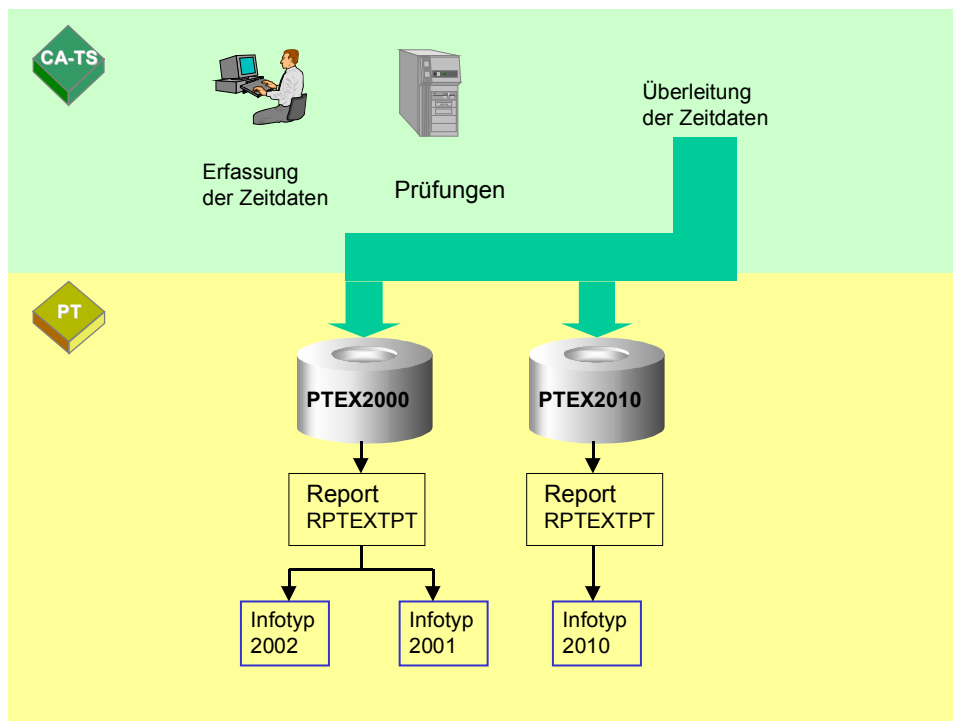 CA-TS
Erfassung
der Zeitdaten
Prüfungen
Überleitung
der Zeitdaten
PT
PTEX2000
PTEX2010
Report
RPTEXTPT
Report
RPTEXTPT
Infotyp
2002
Infotyp
2001
Infotyp
2010